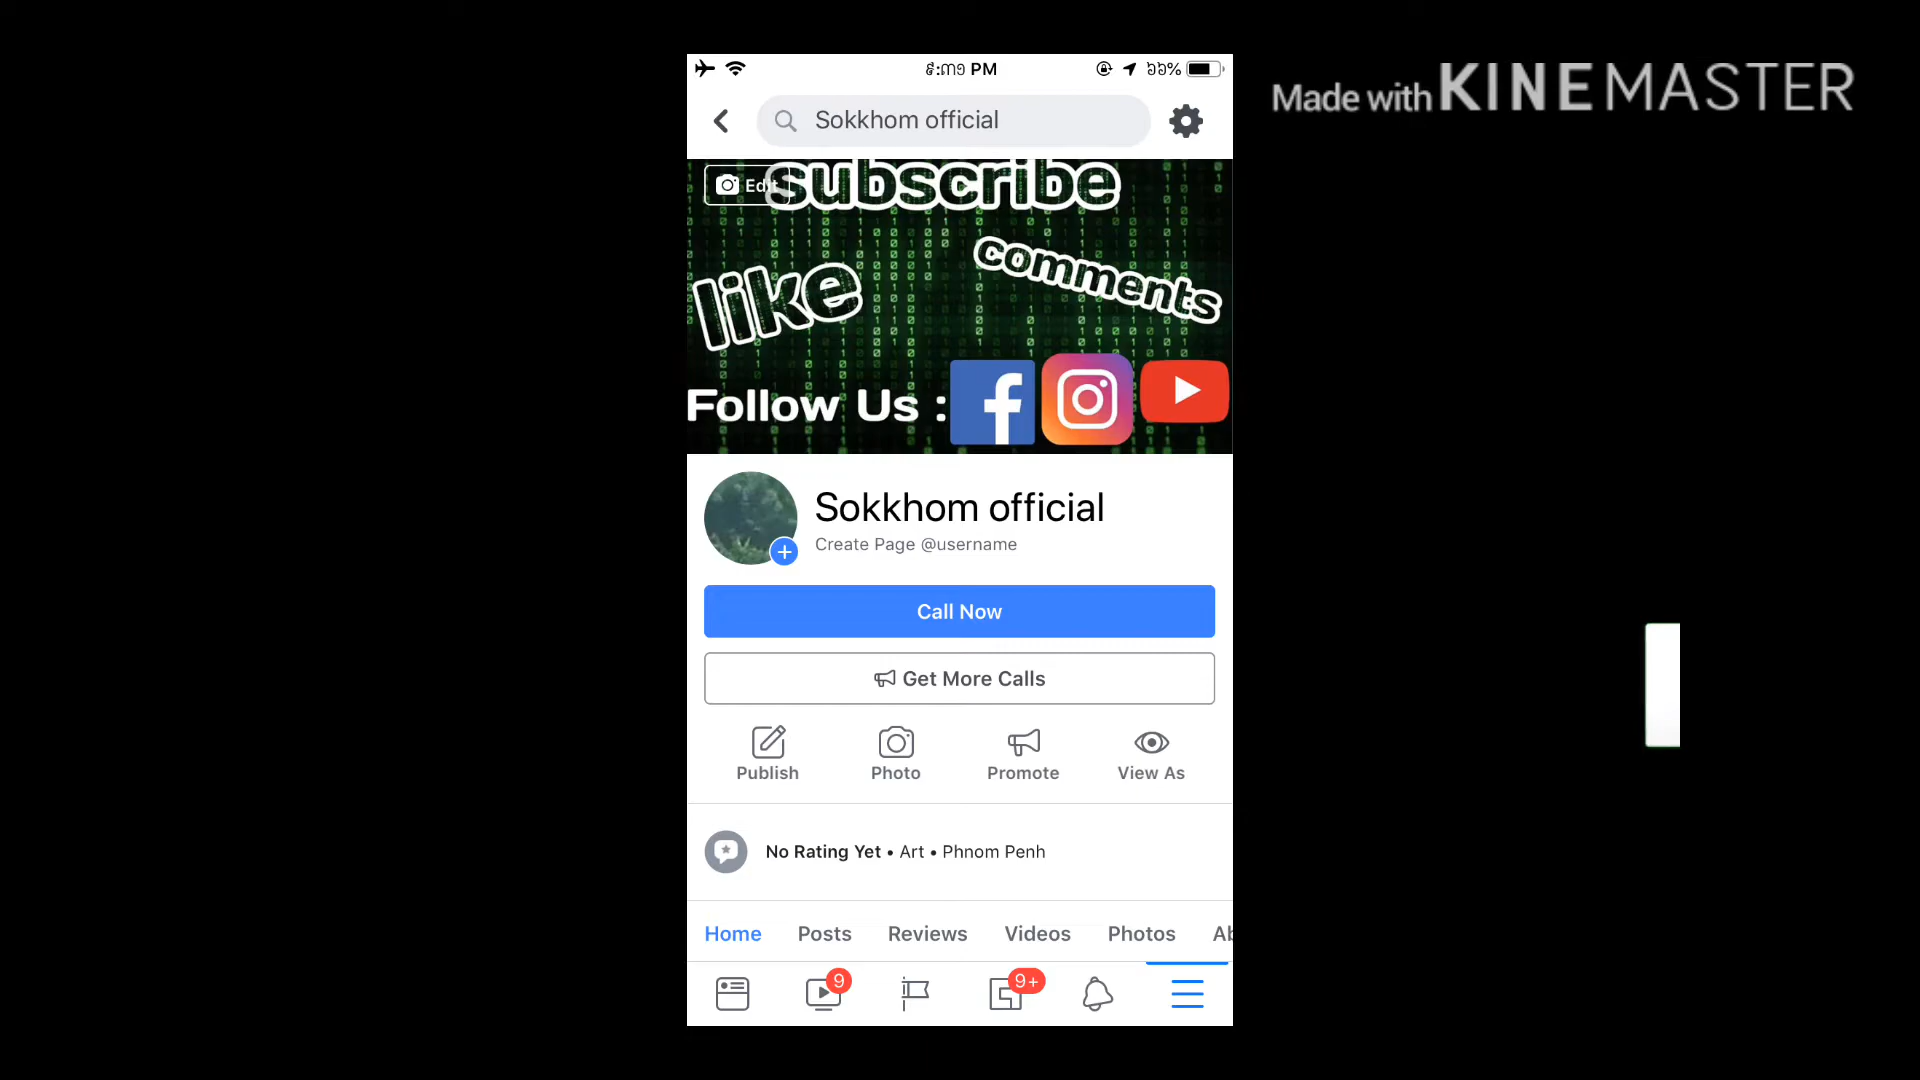 ៩:៣១ PM
៦៦%
Made with KINEMASTER
Sokkhom official
Edit
subscribe
comments
like
Follow Us :
Sokkhom official
Create Page @username
Call Now
Get More Calls
Publish Photo Promote View As
No Rating Yet • Art • Phnom Penh
Home Posts Reviews Videos Photos Ab
9 9+